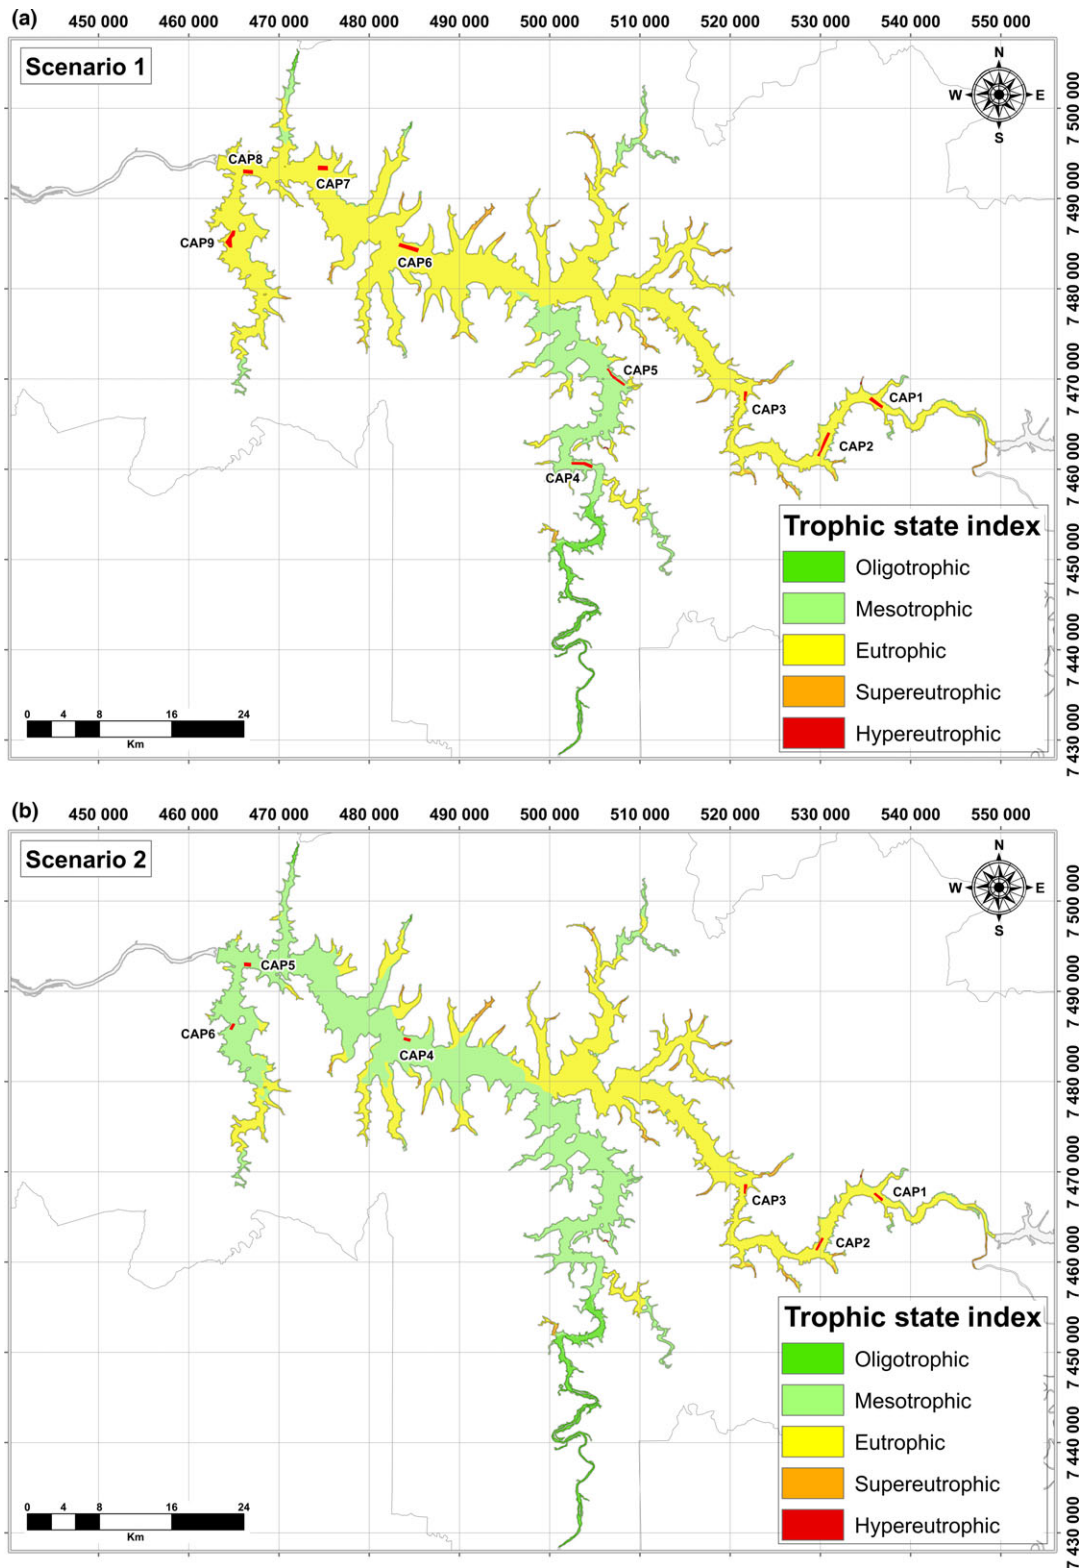 (a)
450 000 460 000 470 000 480 000 490 000 500 000 510 000 520 000 530 000 540 000 550 000
Scenario 1
N
W E
S
7 500 000
7 490 000
7 480 000
7 470 000
7 460 000
7 450 000
7 440 000
7 430 000
CAP8
CAP7
CAP9
CAP6
CAP5
CAP3
CAP1
CAP2
CAP4
Trophic state index
Oligotrophic
Mesotrophic
Eutrophic
Supereutrophic
Hypereutrophic
0 4 8 16 24
Km
(b)
450 000 460 000 470 000 480 000 490 000 500 000 510 000 520 000 530 000 540 000 550 000
Scenario 2
N
W E
S
7 500 000
7 490 000
7 480 000
7 470 000
7 460 000
7 450 000
7 440 000
7 430 000
CAP5
CAP6
CAP4
CAP3
CAP1
CAP2
Trophic state index
Oligotrophic
Mesotrophic
Eutrophic
Supereutrophic
Hypereutrophic
0 4 8 16 24
Km